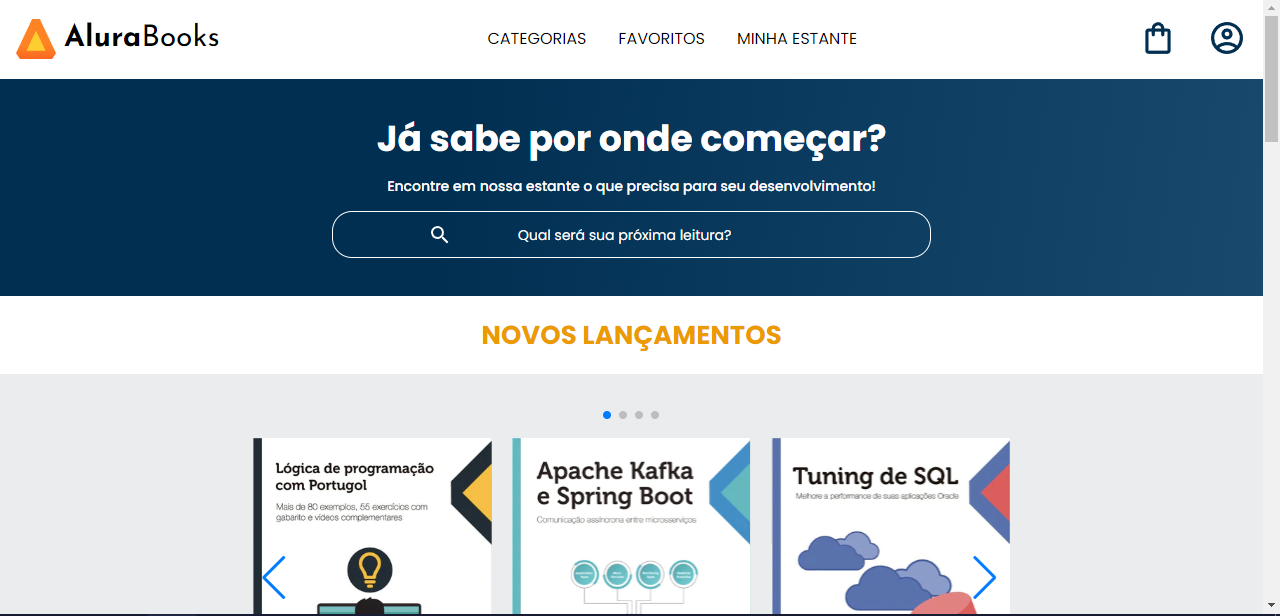 AluraBooks
CATEGORIAS
FAVORITOS
MINHA ESTANTE
Já sabe por onde começar?
Encontre em nossa estante o que precisa para seu desenvolvimento!
Qual será sua próxima leitura?
NOVOS LANÇAMENTOS
Lógica de programação
com Portugol
Mais de 80 exemplos, 55 exercícios com
gabarito e vídeos complementares
Apache Kafka
e Spring Boot
Comunicação assíncrona entre microsserviços
Tuning de SQL
Melhore a performance de suas aplicações Oracle